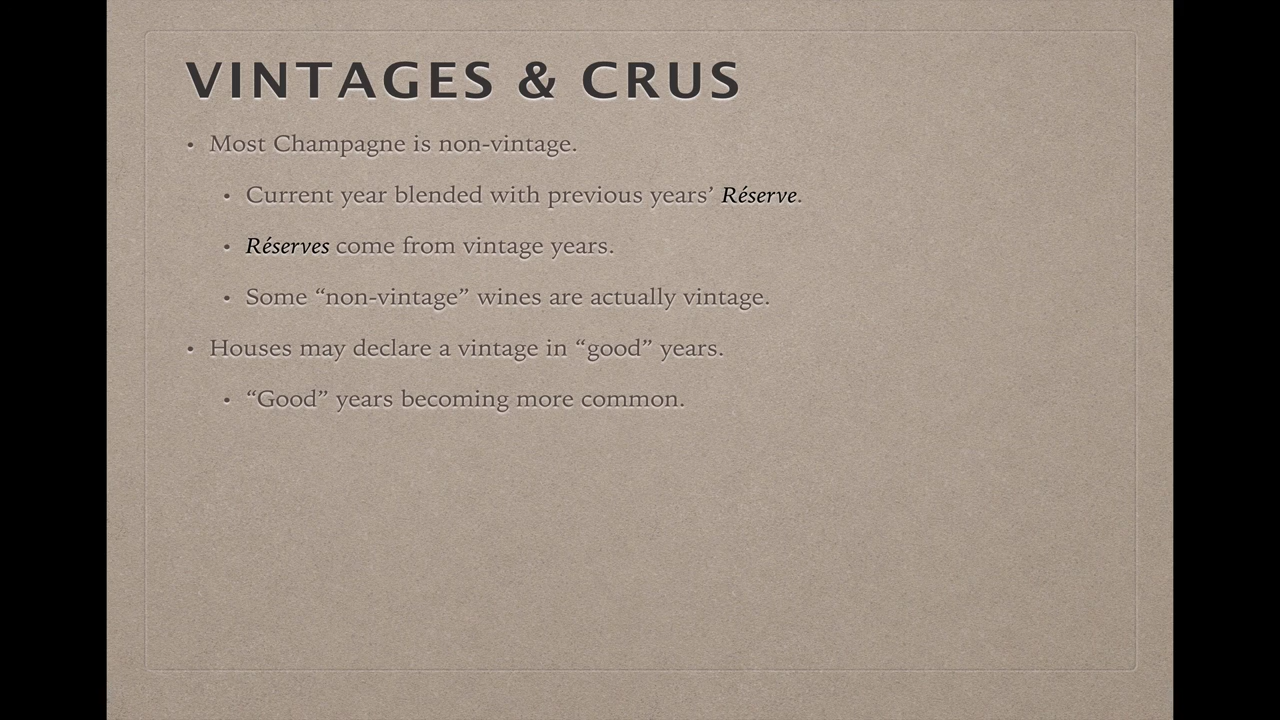 VINTAGES & CRUS
• Most Champagne is non-vintage.
• Current year blended with previous years’ Réserve.
• Réserves come from vintage years.
• Some “non-vintage” wines are actually vintage.
• Houses may declare a vintage in “good” years.
• “Good” years becoming more common.